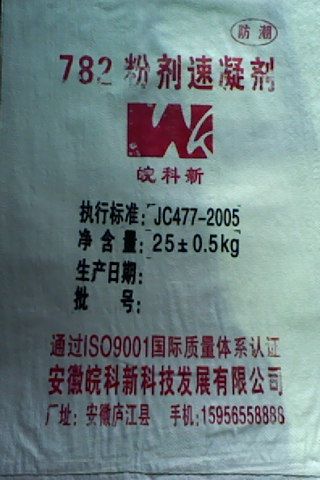 防潮
782粉剂速凝剂
皖科新
执行标准:JC477-2005
净含量:25±0.5kg
生产日期:
批号:
通过ISO9001国际质量体系认证
安徽皖科新科技发展有限公司
厂址:安徽庐江县 手机:15956558888